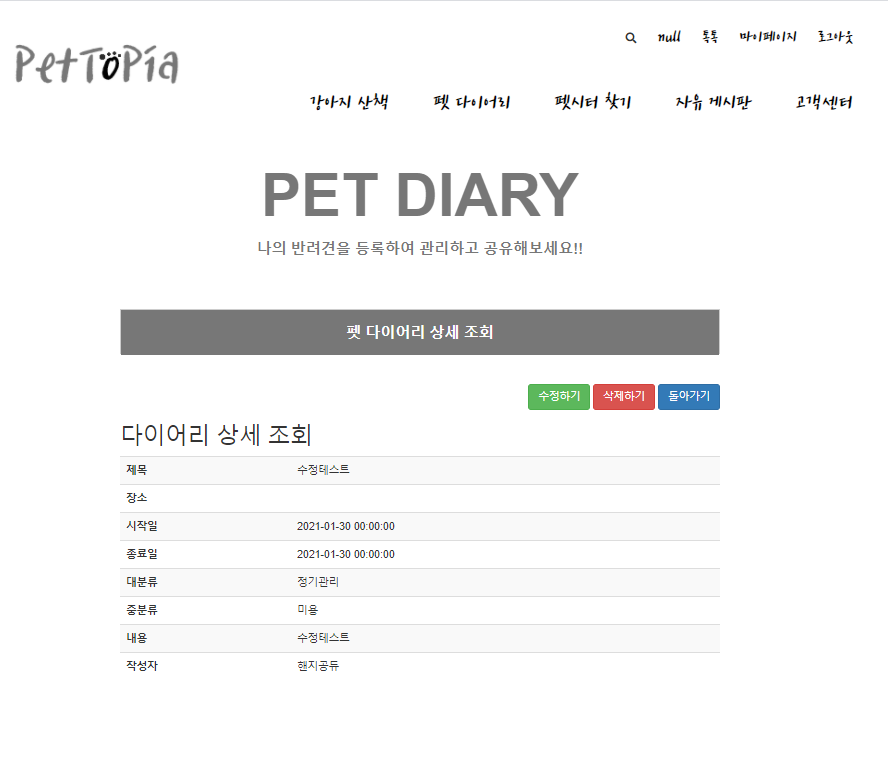 null 톡톡 마이페이지 로그아웃
PetTopia
강아지 산책 펫 다이어리 펫시터 찾기 자유 게시판 고객센터
PET DIARY
나의 반려견을 등록하여 관리하고 공유해보세요!!
펫 다이어리 상세 조회
수정하기 삭제하기 돌아가기
다이어리 상세 조회
제목 수정테스트
장소
시작일 2021-01-30 00:00:00
종료일 2021-01-30 00:00:00
대분류 정기관리
중분류 미용
내용 수정테스트
작성자 핸지공듀